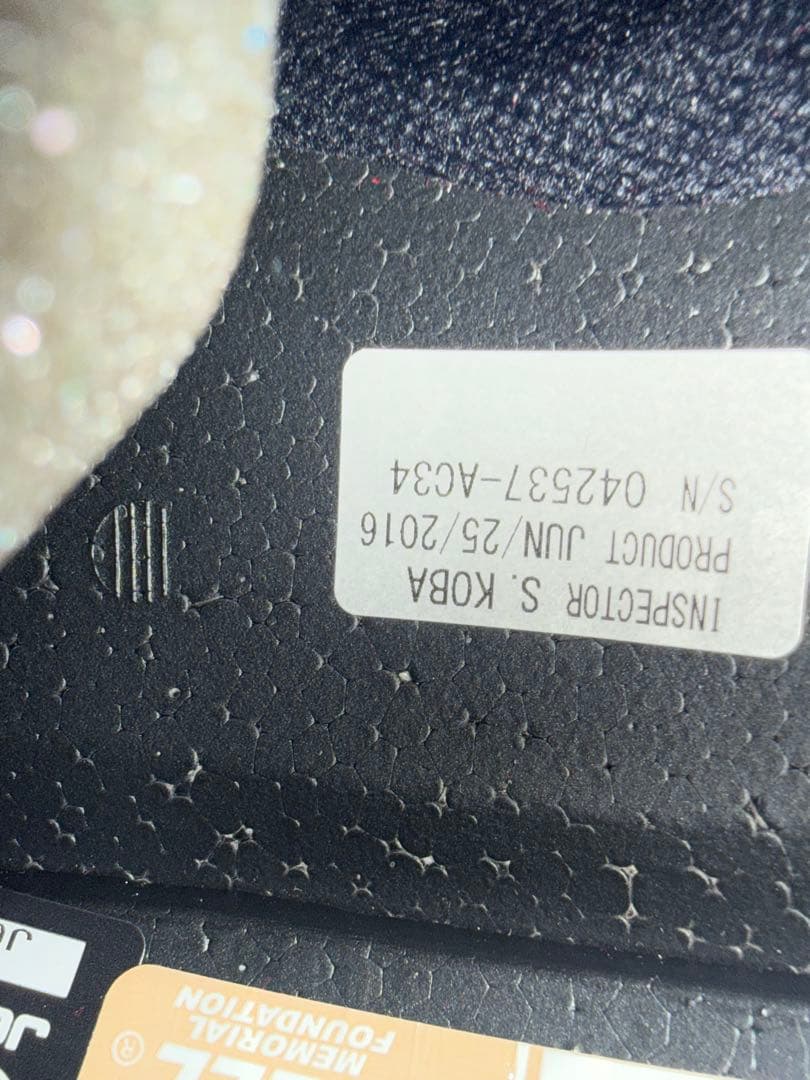 INSPECTOR S. KOBA
PRODUCT JUN/25/2016
S/N 042537-AC34
MEMORIAL
FOUNDATION
®